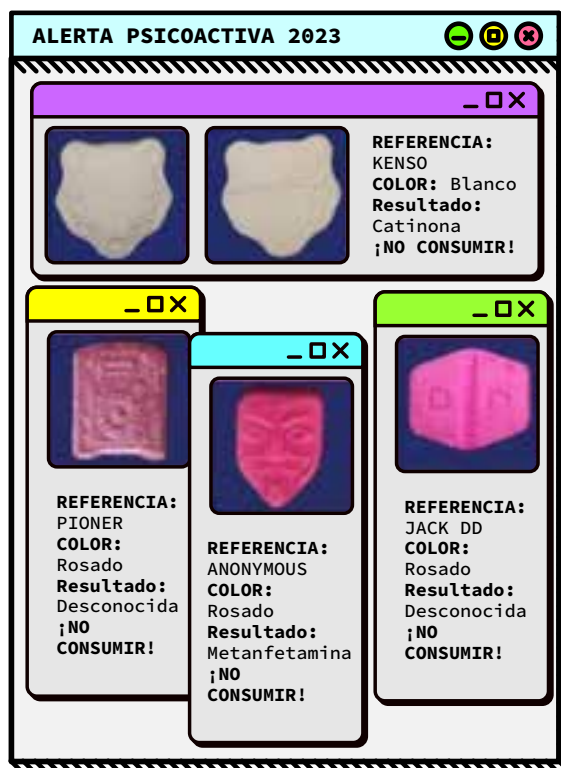 ALERTA PSICOACTIVA 2023
REFERENCIA:
KENSO
COLOR: Blanco
Resultado:
Catinona
¡NO CONSUMIR!
REFERENCIA:
PIONER
COLOR:
Rosado
Resultado:
Desconocida
¡NO
CONSUMIR!
REFERENCIA:
ANONYMOUS
COLOR:
Rosado
Resultado:
Metanfetamina
¡NO
CONSUMIR!
REFERENCIA:
JACK DD
COLOR:
Rosado
Resultado:
Desconocida
¡NO
CONSUMIR!